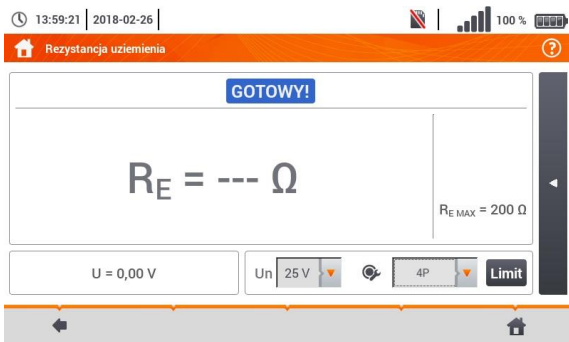 13:59:21 2018-02-26 100 %
Rezystancja uziemienia ?
GOTOWY!
RE = --- Ω
RE MAX = 200 Ω
U = 0,00 V Un 25 V 4P Limit